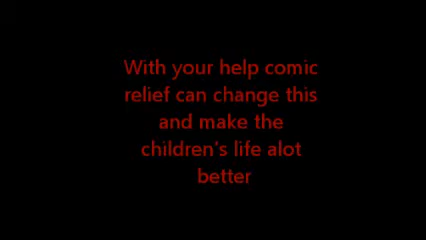 With your help comic
relief can change this
and make the
children's life alot
better